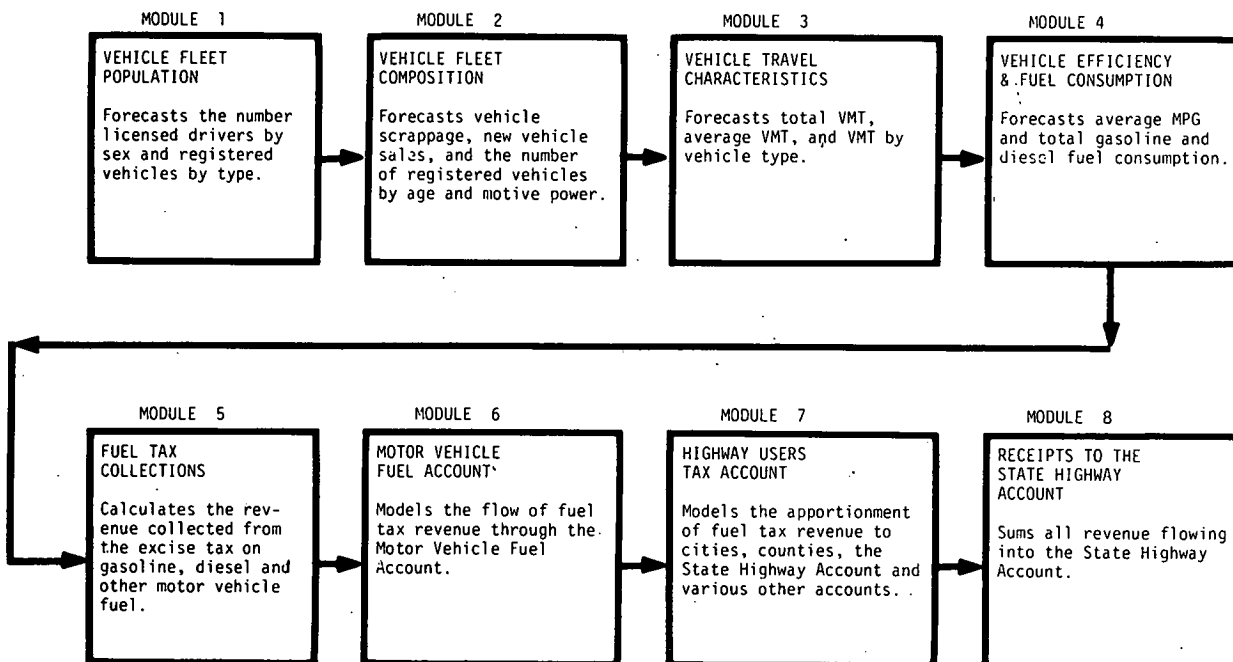 MODULE 1
VEHICLE FLEET
POPULATION
Forecasts the number
licensed drivers by
sex and registered
vehicles by type.
MODULE 2
VEHICLE FLEET
COMPOSITION
Forecasts vehicle
scrappage, new vehicle
sales, and the number
of registered vehicles
by age and motive power.
MODULE 3
VEHICLE TRAVEL
CHARACTERISTICS
Forecasts total VMT,
average VMT, and VMT by
vehicle type.
MODULE 4
VEHICLE EFFICIENCY
& FUEL CONSUMPTION
Forecasts average MPG
and total gasoline and
diesel fuel consumption.
MODULE 5
FUEL TAX
COLLECTIONS
Calculates the rev-
enue collected from
the excise tax on
gasoline, diesel and
other motor vehicle
fuel.
MODULE 6
MOTOR VEHICLE
FUEL ACCOUNT
Models the flow of fuel
tax revenue through the
Motor Vehicle Fuel
Account.
MODULE 7
HIGHWAY USERS
TAX ACCOUNT
Models the apportionment
of fuel tax revenue to
cities, counties, the
State Highway Account and
various other accounts.
MODULE 8
RECEIPTS TO THE
STATE HIGHWAY
ACCOUNT
Sums all revenue flowing
into the State Highway
Account.